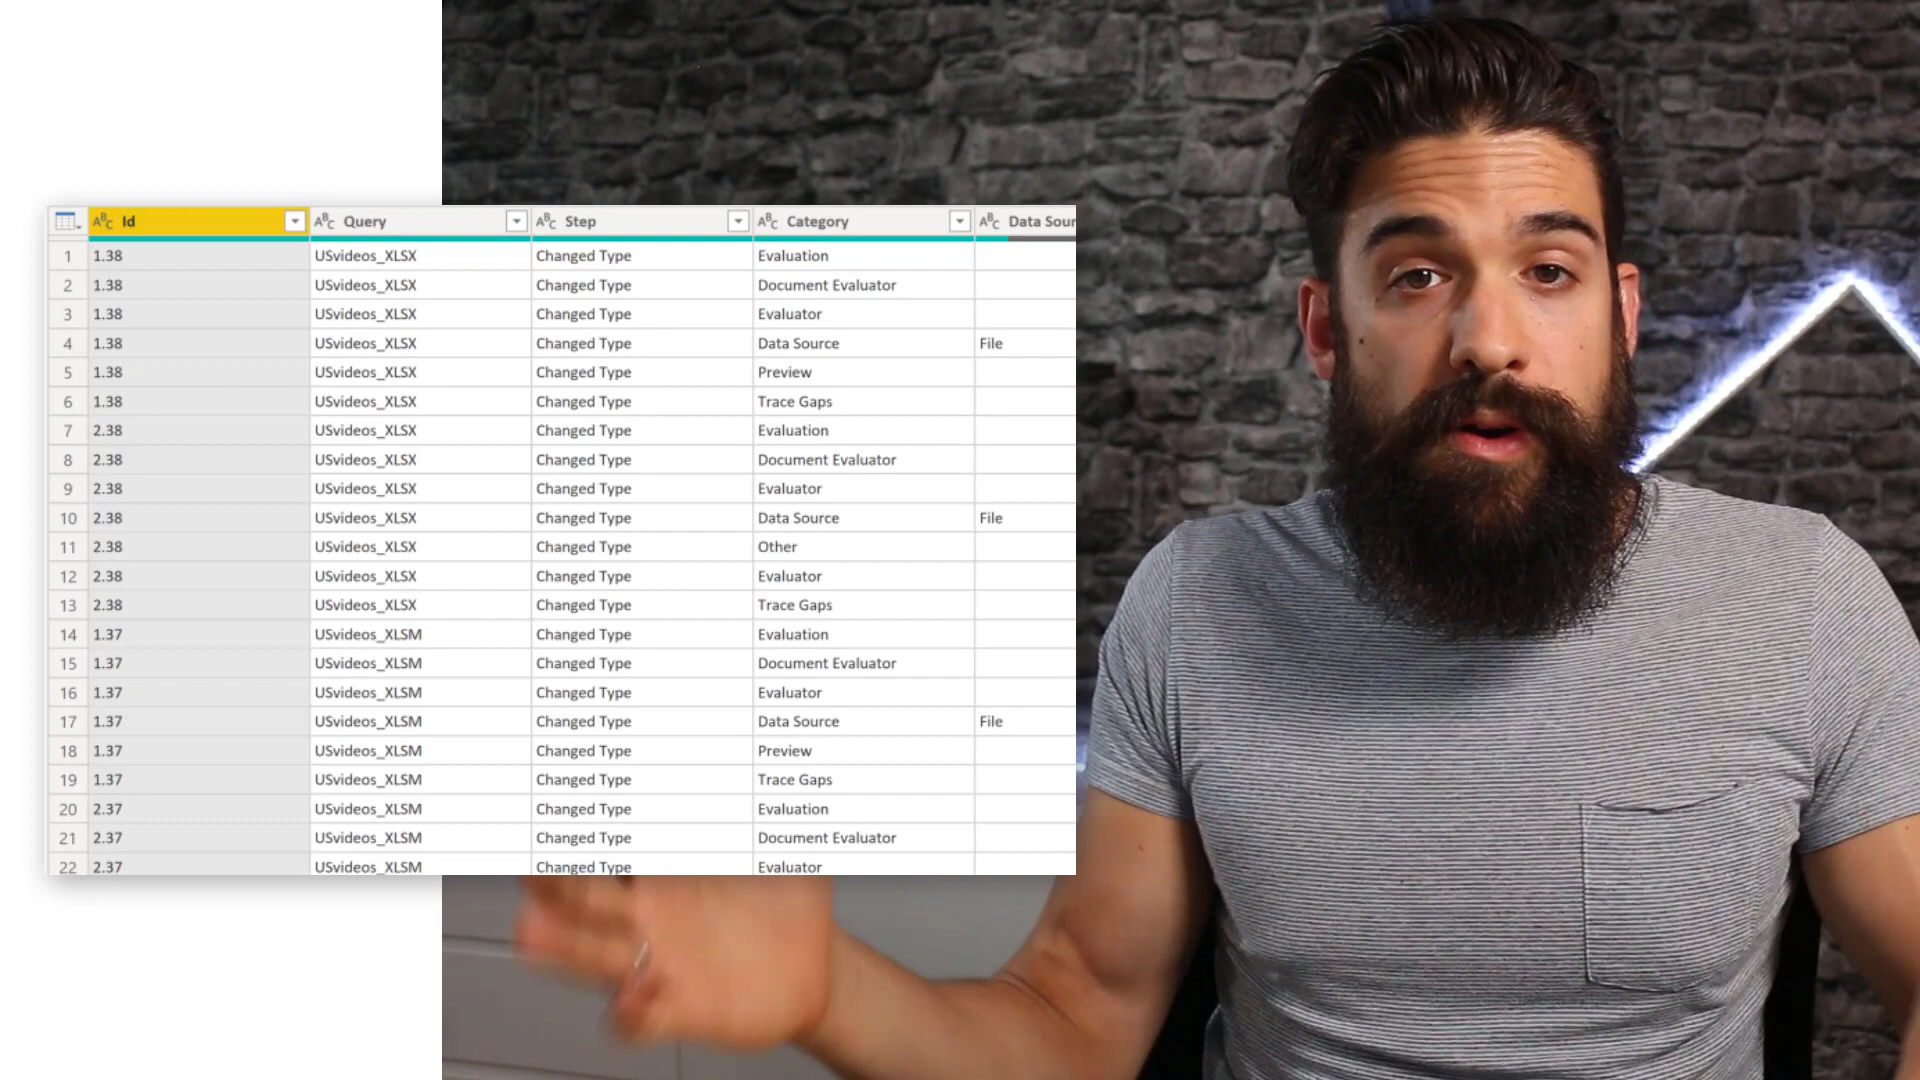 ABC Id ABC Query ABC Step ABC Category ABC Data Sour
1 1.38 USvideos_XLSX Changed Type Evaluation
2 1.38 USvideos_XLSX Changed Type Document Evaluator
3 1.38 USvideos_XLSX Changed Type Evaluator
4 1.38 USvideos_XLSX Changed Type Data Source File
5 1.38 USvideos_XLSX Changed Type Preview
6 1.38 USvideos_XLSX Changed Type Trace Gaps
7 2.38 USvideos_XLSX Changed Type Evaluation
8 2.38 USvideos_XLSX Changed Type Document Evaluator
9 2.38 USvideos_XLSX Changed Type Evaluator
10 2.38 USvideos_XLSX Changed Type Data Source File
11 2.38 USvideos_XLSX Changed Type Other
12 2.38 USvideos_XLSX Changed Type Evaluator
13 2.38 USvideos_XLSX Changed Type Trace Gaps
14 1.37 USvideos_XLSM Changed Type Evaluation
15 1.37 USvideos_XLSM Changed Type Document Evaluator
16 1.37 USvideos_XLSM Changed Type Evaluator
17 1.37 USvideos_XLSM Changed Type Data Source File
18 1.37 USvideos_XLSM Changed Type Preview
19 1.37 USvideos_XLSM Changed Type Trace Gaps
20 2.37 USvideos_XLSM Changed Type Evaluation
21 2.37 USvideos_XLSM Changed Type Document Evaluator
22 2.37 USvideos_XLSM Changed Type Evaluator